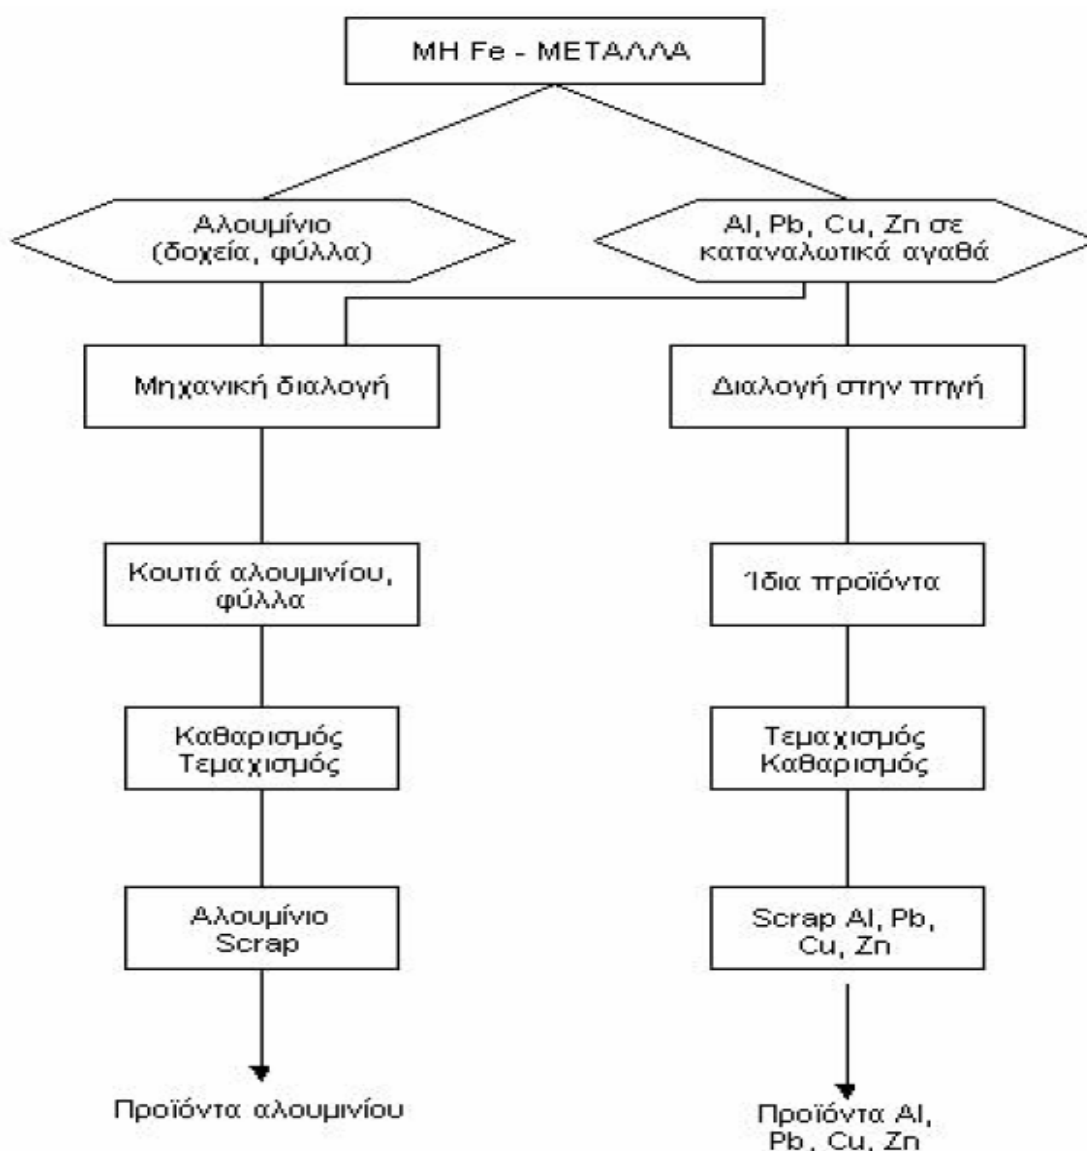 ΜΗ Fe - ΜΕΤΑΛΛΑ
Αλουμίνιο
(δοχεία, φύλλα)
Al, Pb, Cu, Zn σε
καταναλωτικά αγαθά
Μηχανική διαλογή
Διαλογή στην πηγή
Κουτιά αλουμινίου,
φύλλα
Ίδια προϊόντα
Καθαρισμός
Τεμαχισμός
Τεμαχισμός
Καθαρισμός
Αλουμίνιο
Scrap
Scrap Al, Pb,
Cu, Zn
Προϊόντα αλουμινίου
Προϊόντα Al,
Pb, Cu, Zn